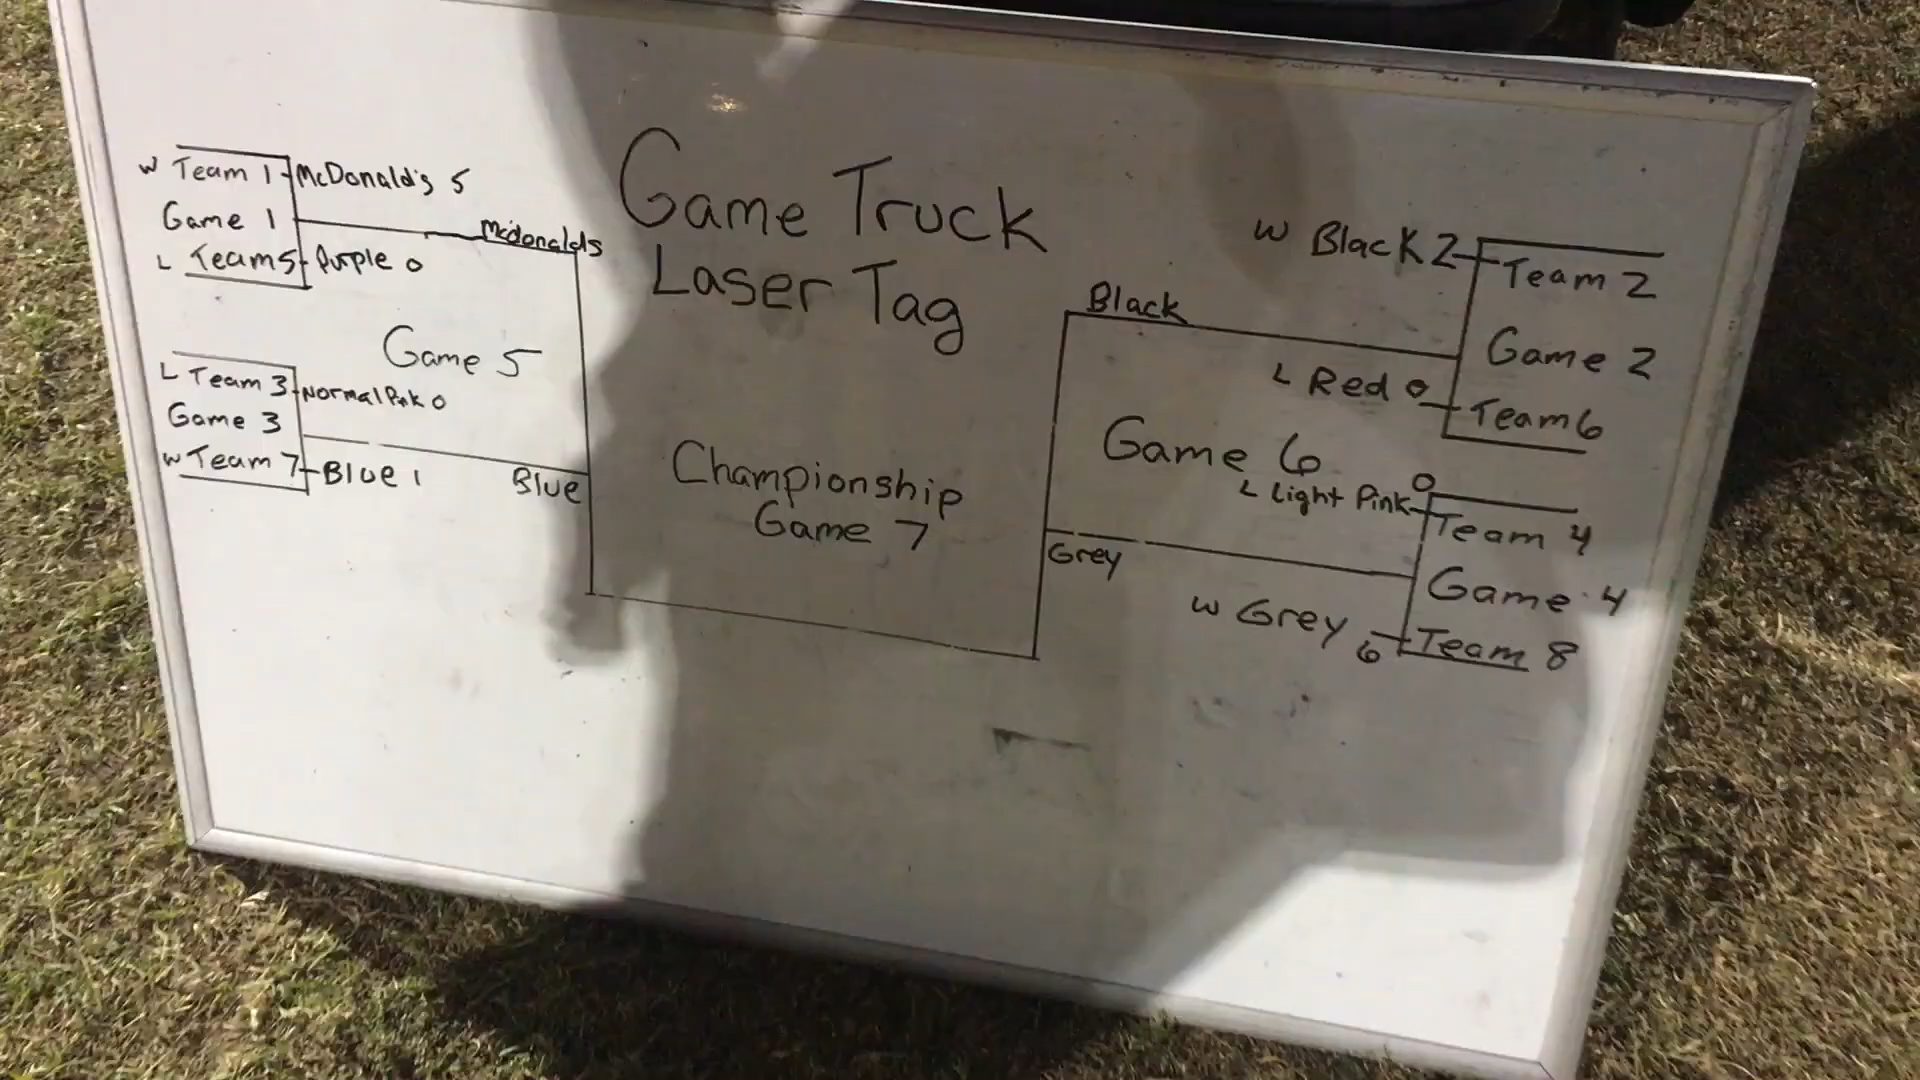 Game Truck
Laser Tag
W Team 1 McDonald's 5
Game 1
Mcdonalds
L Team 5 Purple 0
Game 5
L Team 3 Normal Pink 0
Game 3
W Team 7 Blue 1
Blue
Championship
Game 7
W Black 2 Team 2
Black
Game 2
L Red 0 Team 6
Game 6
L Light Pink 0 Team 4
Grey
Game 4
W Grey 6 Team 8